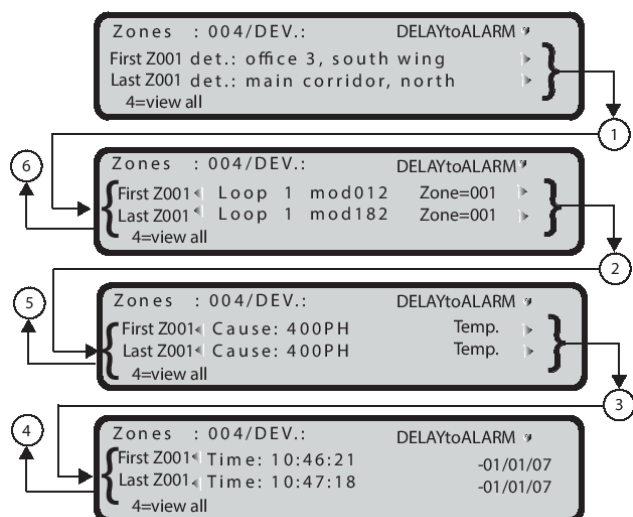 Zones : 004/DEV.: DELAYtoALARM
First Z001 det.: office 3, south wing
Last Z001 det.: main corridor, north
4=view all
1
6
Zones : 004/DEV.: DELAYtoALARM
First Z001 Loop 1 mod012 Zone=001
Last Z001 Loop 1 mod182 Zone=001
4=view all
2
5
Zones : 004/DEV.: DELAYtoALARM
First Z001 Cause: 400PH Temp.
Last Z001 Cause: 400PH Temp.
4=view all
3
4
Zones : 004/DEV.: DELAYtoALARM
First Z001 Time: 10:46:21 -01/01/07
Last Z001 Time: 10:47:18 -01/01/07
4=view all